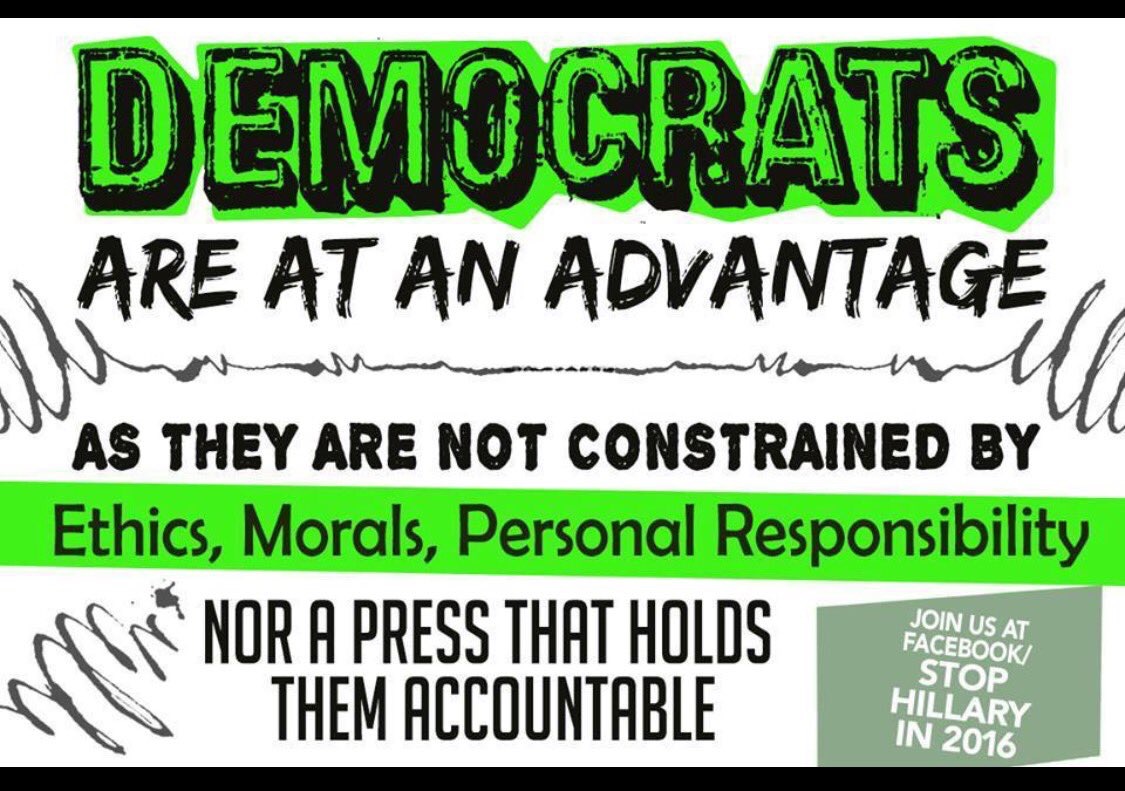 DEMOCRATS
ARE AT AN ADVANTAGE
AS THEY ARE NOT CONSTRAINED BY
Ethics, Morals, Personal Responsibility
NOR A PRESS THAT HOLDS
THEM ACCOUNTABLE
JOIN US AT
FACEBOOK/
STOP
HILLARY
IN 2016